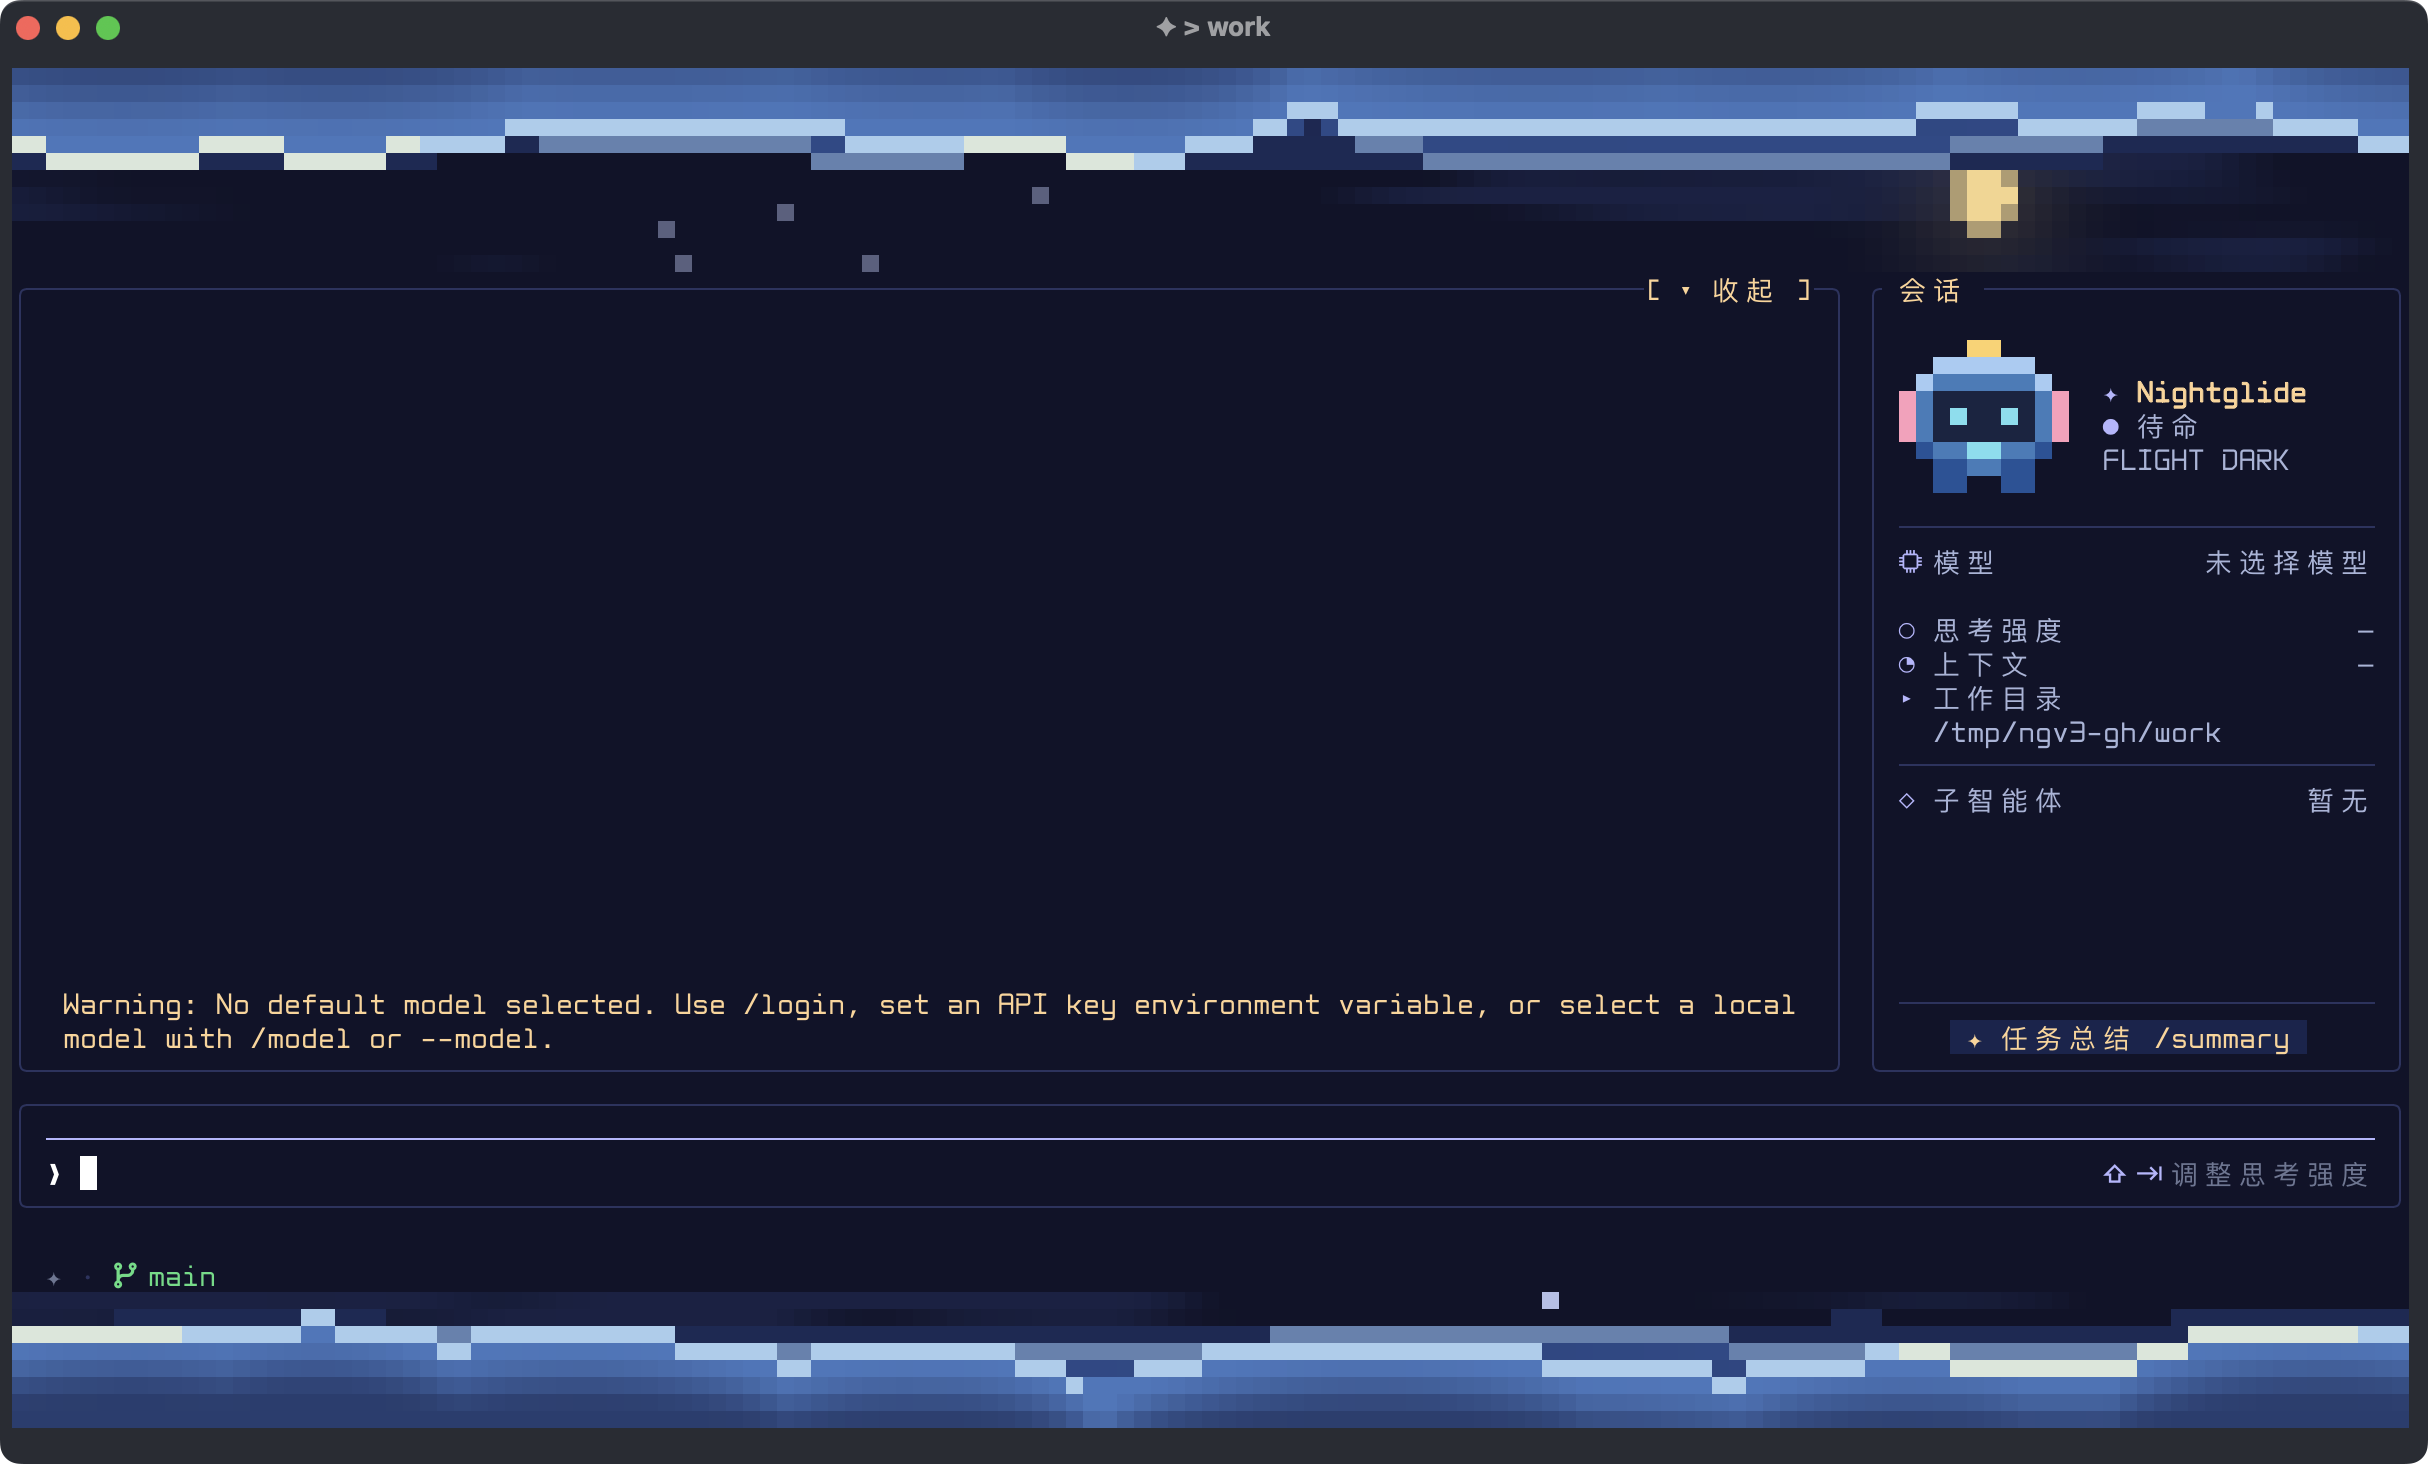 ✦ > work
[ ▾ 收起 ]
Warning: No default model selected. Use /login, set an API key environment variable, or select a local
model with /model or --model.
会话
✦ Nightglide
● 待命
FLIGHT DARK
模型 未选择模型
○ 思考强度 —
◔ 上下文 —
▸ 工作目录
/tmp/ngv3-gh/work
◇ 子智能体 暂无
✦ 任务总结 /summary
❯ ⇧ ⇥ 调整思考强度
✦ · main